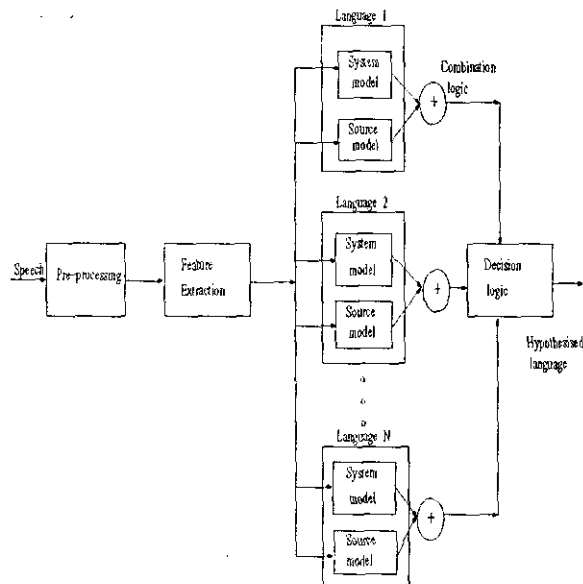 Language 1
System
model
Source
model
+
Combination
logic
Speech
Pre-processing
Feature
Extraction
Language 2
System
model
Source
model
+
Decision
logic
Hypothesised
language
Language N
System
model
Source
model
+